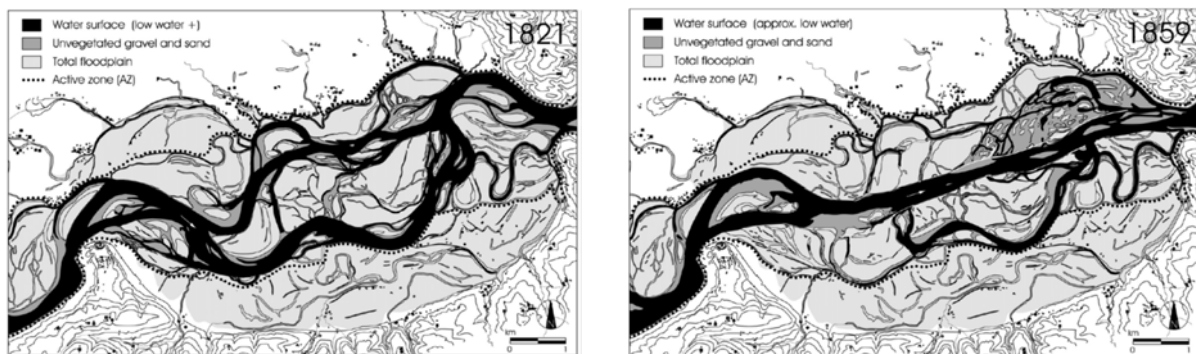 Water surface (low water +)
Unvegetated gravel and sand
Total floodplain
Active zone (AZ)
1821
km
0 1
Water surface (approx. low water)
Unvegetated gravel and sand
Total floodplain
Active zone (AZ)
1859
km
0 1